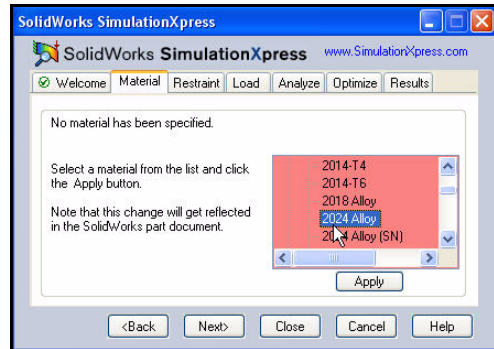 SolidWorks SimulationXpress
SolidWorks SimulationXpress www.SimulationXpress.com
Welcome Material Restraint Load Analyze Optimize Results
No material has been specified.
Select a material from the list and click
the Apply button.
Note that this change will get reflected
in the SolidWorks part document.
2014-T4
2014-T6
2018 Alloy
2024 Alloy
Alloy (SN)
Apply
<Back Next> Close Cancel Help